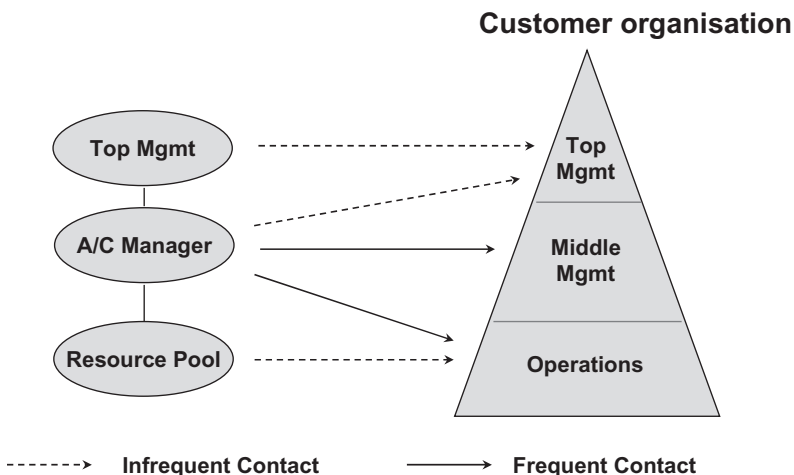 Customer organisation
Top Mgmt
A/C Manager
Resource Pool
Top
Mgmt
Middle
Mgmt
Operations
Infrequent Contact
Frequent Contact